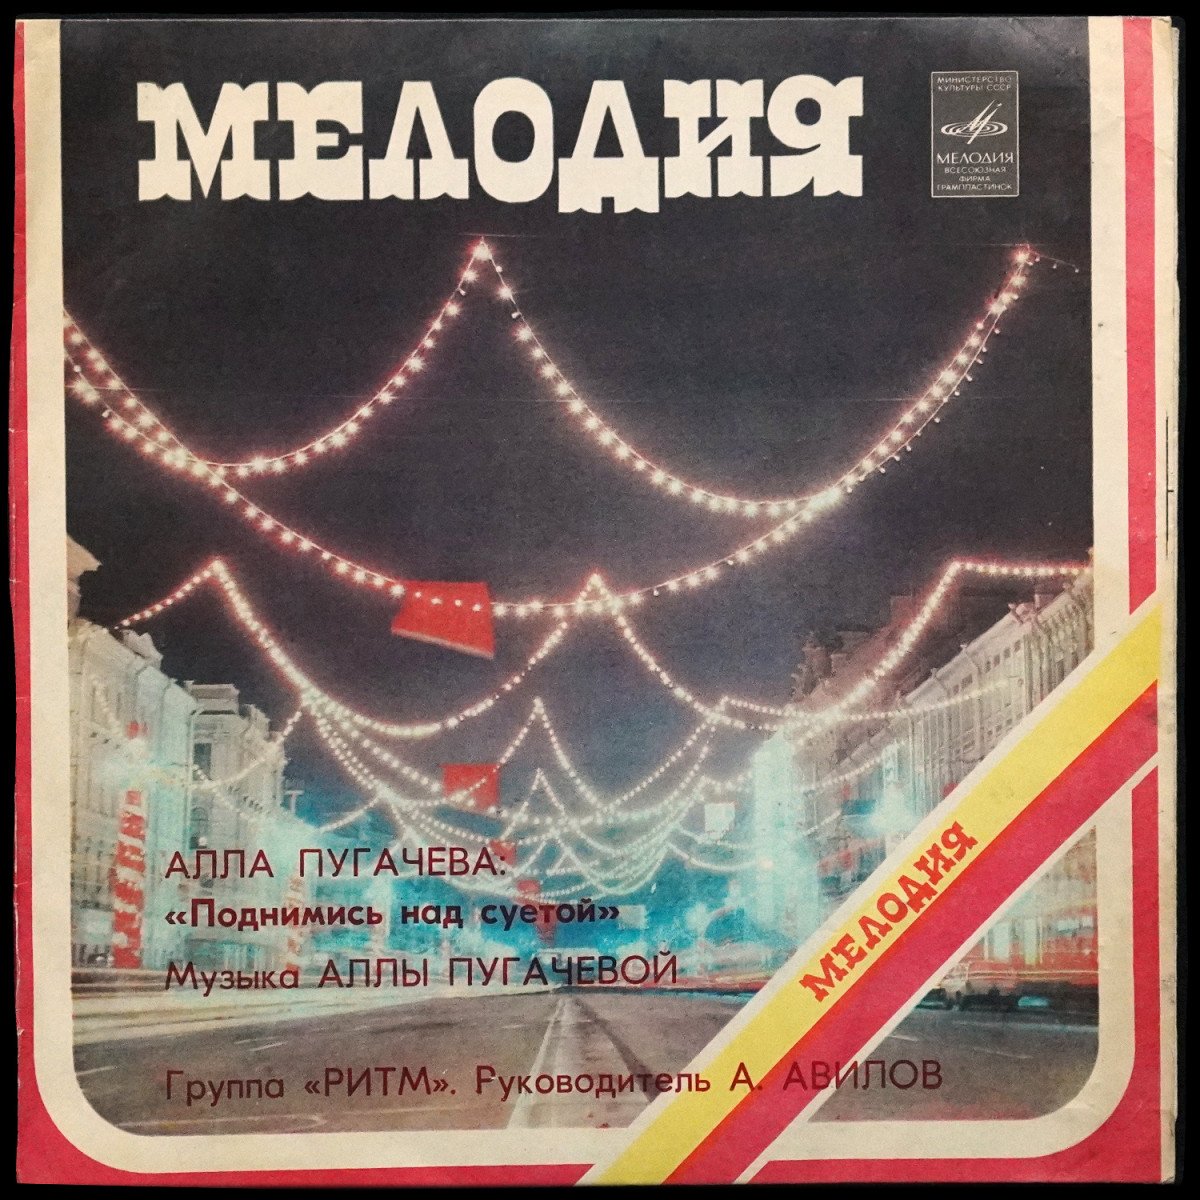 МЕЛОДИЯ
МИНИСТЕРСТВО
КУЛЬТУРЫ СССР
МЕЛОДИЯ
ВСЕСОЮЗНАЯ
ФИРМА
ГРАМПЛАСТИНОК
АЛЛА ПУГАЧЕВА:
«Поднимись над суетой»
Музыка АЛЛЫ ПУГАЧЕВОЙ
Группа «РИТМ». Руководитель А. АВИЛОВ
МЕЛОДИЯ